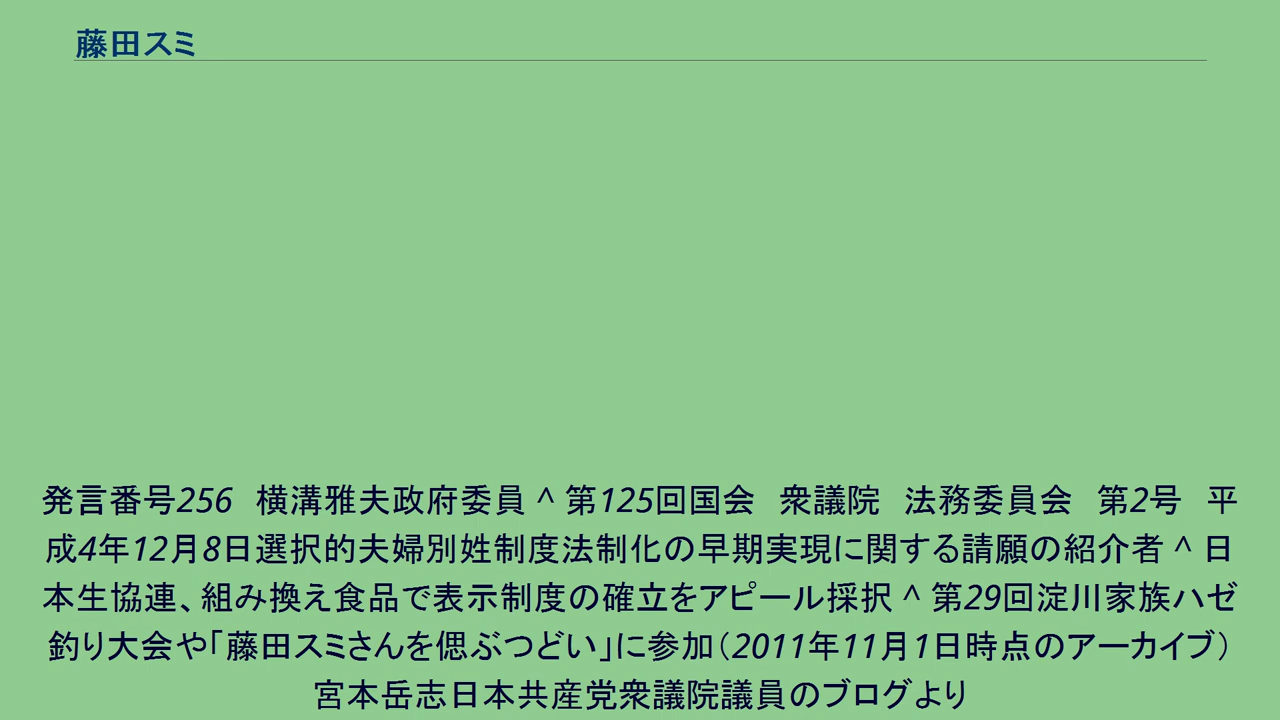 藤田スミ
発言番号256　横溝雅夫政府委員 ^ 第125回国会　衆議院　法務委員会　第2号　平
成4年12月8日選択的夫婦別姓制度法制化の早期実現に関する請願の紹介者 ^ 日
本生協連、組み換え食品で表示制度の確立をアピール採択 ^ 第29回淀川家族ハゼ
釣り大会や「藤田スミさんを偲ぶつどい」に参加（2011年11月1日時点のアーカイブ）
宮本岳志日本共産党衆議院議員のブログより